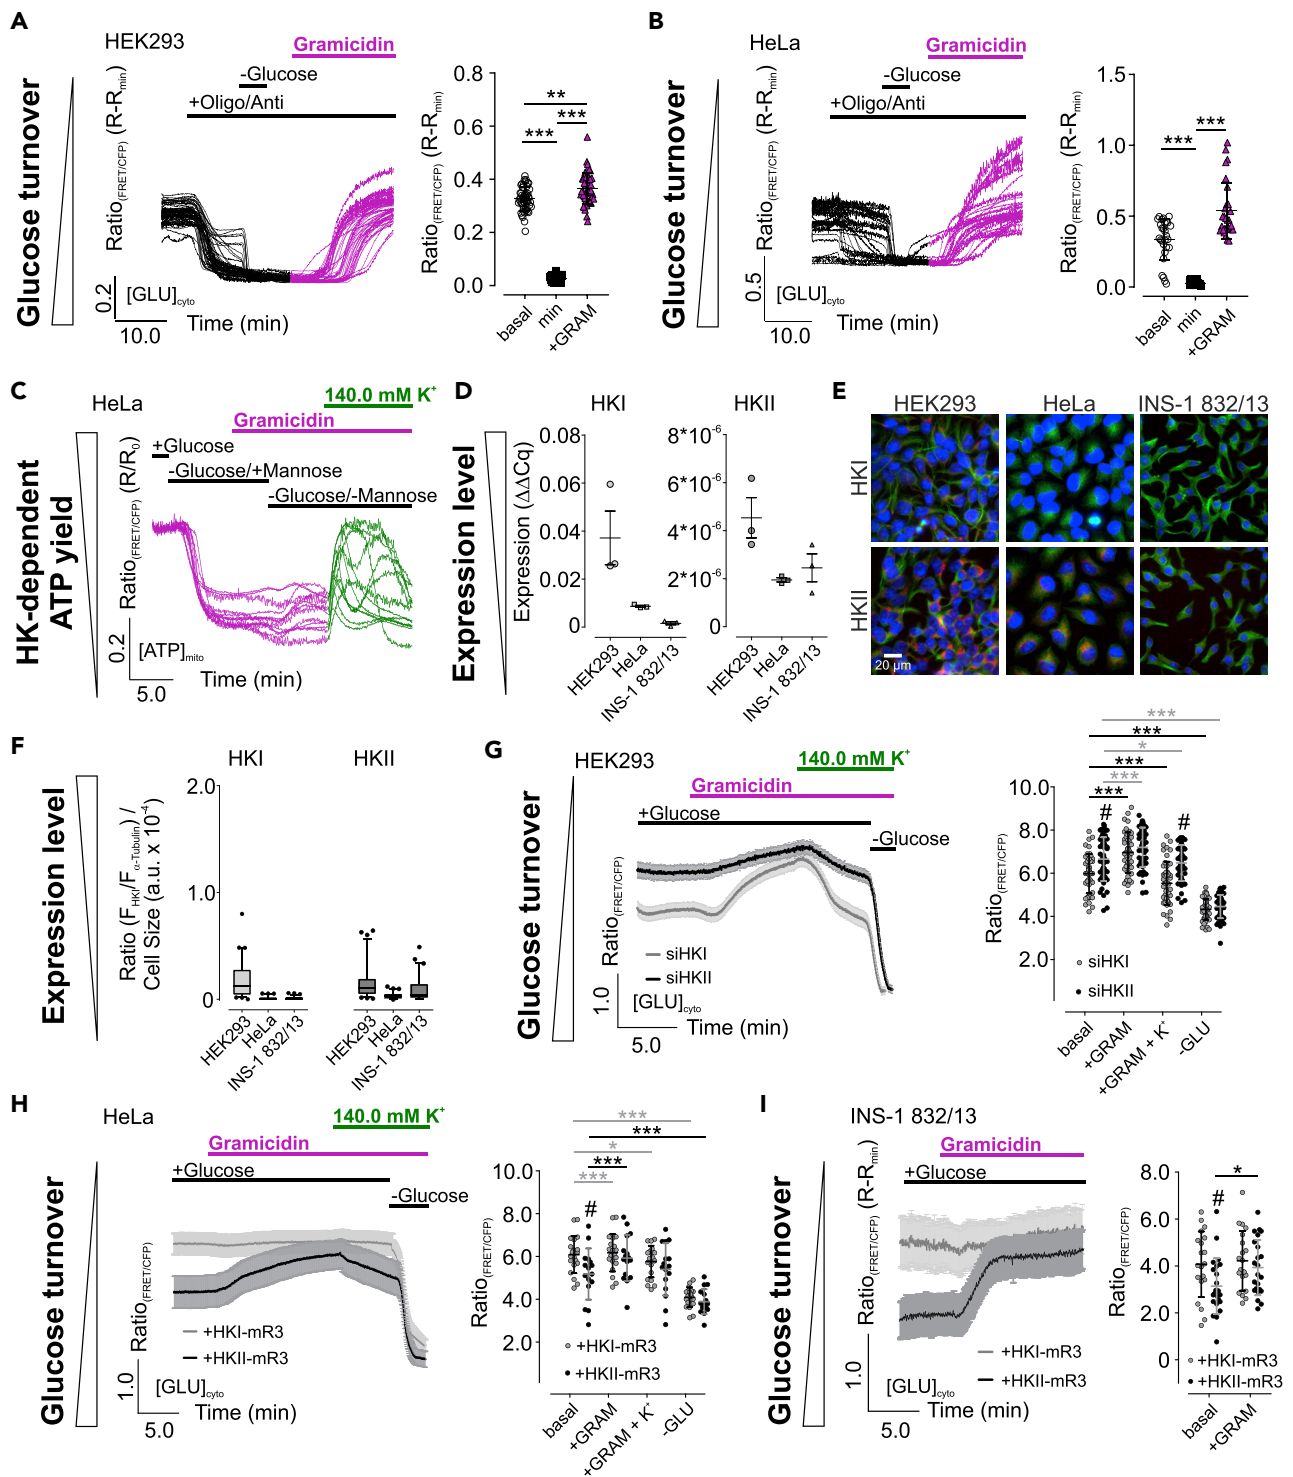 A
HEK293
Gramicidin
-Glucose
+Oligo/Anti
Glucose turnover
Ratio(FRET/CFP) (R-Rmin)
0.2
[GLU]cyto
Time (min)
10.0
Ratio(FRET/CFP) (R-Rmin)
0.8
0.6
0.4
0.2
0.0
**
***
***
basal
min
+GRAM
B
HeLa
Gramicidin
-Glucose
+Oligo/Anti
Glucose turnover
Ratio(FRET/CFP) (R-Rmin)
0.5
[GLU]cyto
Time (min)
10.0
Ratio(FRET/CFP) (R-Rmin)
1.5
1.0
0.5
0.0
***
***
basal
min
+GRAM
C
HeLa
140.0 mM K+
Gramicidin
+Glucose
-Glucose/+Mannose
-Glucose/-Mannose
HK-dependent
ATP yield
Ratio(FRET/CFP) (R/R0)
0.2
[ATP]mito
Time (min)
5.0
D
HKI
HKII
Expression level
Expression (ΔΔCq)
0.08
0.06
0.04
0.02
0
8*10-6
6*10-6
4*10-6
2*10-6
0
HEK293
HeLa
INS-1 832/13
HEK293
HeLa
INS-1 832/13
E
HEK293
HeLa
INS-1 832/13
HKI
HKII
20 µm
F
HKI
HKII
Expression level
Ratio (FHKI/Fα-Tubulin) /
Cell Size (a.u. x 10-4)
2.0
1.0
0
HEK293
HeLa
INS-1 832/13
HEK293
HeLa
INS-1 832/13
G
HEK293
140.0 mM K+
Gramicidin
+Glucose
-Glucose
Glucose turnover
Ratio(FRET/CFP)
siHKI
siHKII
1.0
[GLU]cyto
Time (min)
5.0
***
***
*
***
***
***
#
#
Ratio(FRET/CFP)
10.0
8.0
6.0
4.0
2.0
siHKI
siHKII
basal
+GRAM
+GRAM + K+
-GLU
H
HeLa
140.0 mM K+
Gramicidin
+Glucose
-Glucose
Glucose turnover
Ratio(FRET/CFP)
+HKI-mR3
+HKII-mR3
1.0
[GLU]cyto
Time (min)
5.0
***
***
*
***
***
#
Ratio(FRET/CFP)
10.0
8.0
6.0
4.0
2.0
+HKI-mR3
+HKII-mR3
basal
+GRAM
+GRAM + K+
-GLU
I
INS-1 832/13
Gramicidin
+Glucose
Glucose turnover
Ratio(FRET/CFP) (R-Rmin)
1.0
[GLU]cyto
+HKI-mR3
+HKII-mR3
Time (min)
5.0
*
#
Ratio(FRET/CFP)
8.0
6.0
4.0
2.0
0
+HKI-mR3
+HKII-mR3
basal
+GRAM